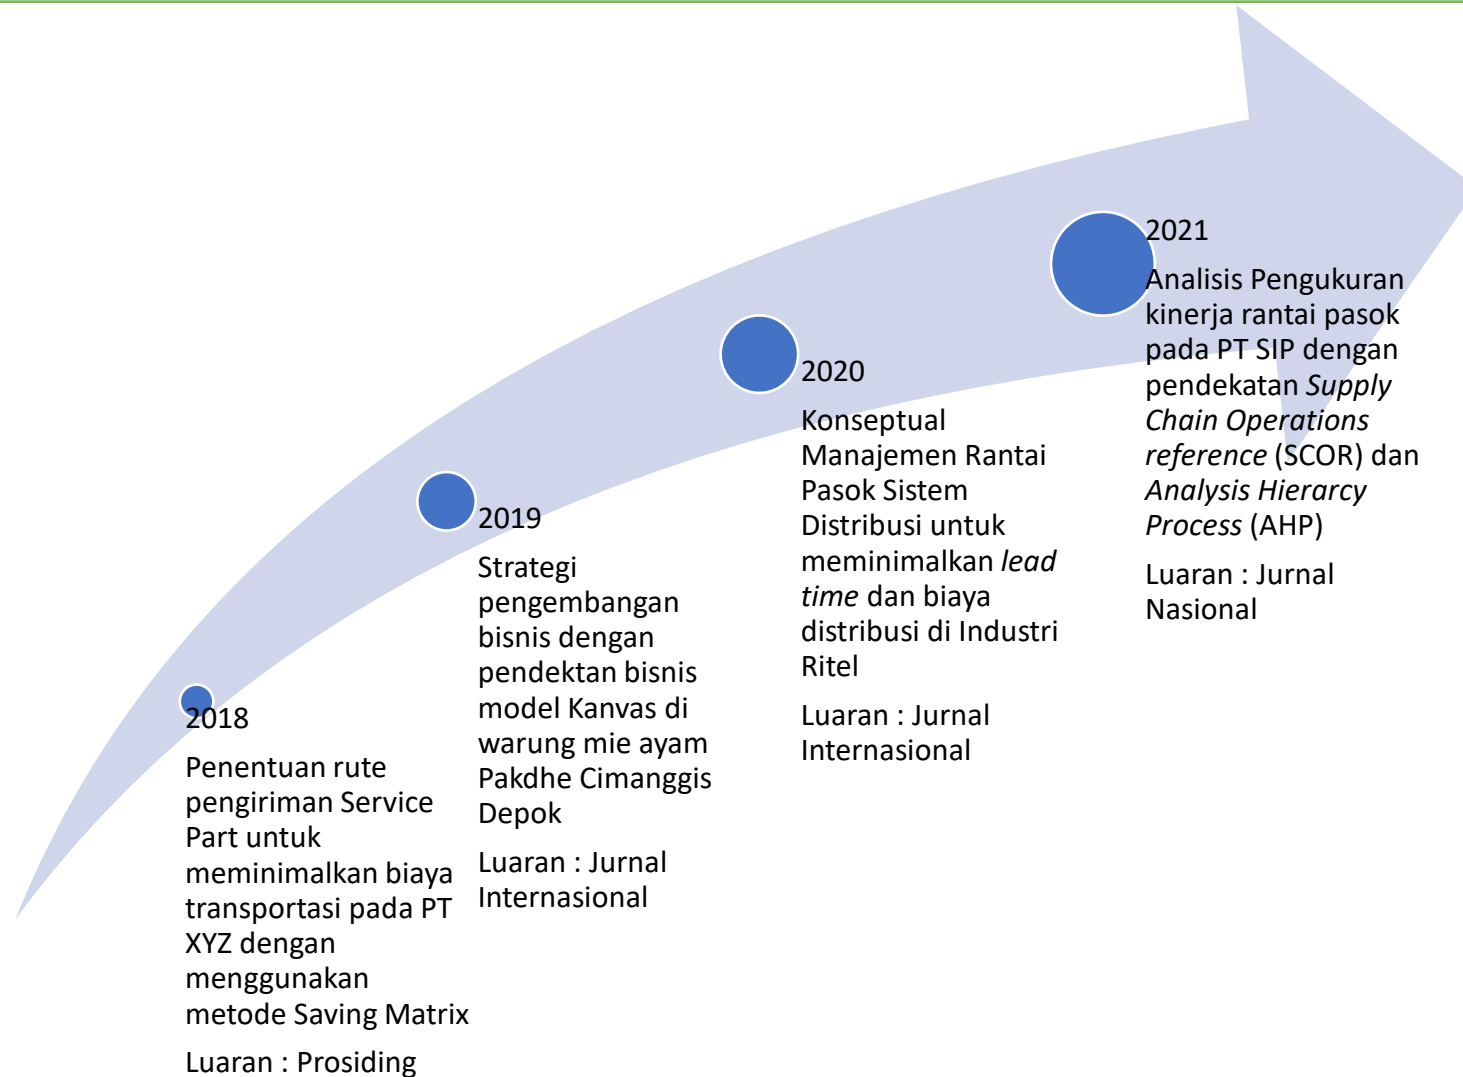 2018
Penentuan rute
pengiriman Service
Part untuk
meminimalkan biaya
transportasi pada PT
XYZ dengan
menggunakan
metode Saving Matrix
Luaran : Prosiding
2019
Strategi
pengembangan
bisnis dengan
pendektan bisnis
model Kanvas di
warung mie ayam
Pakdhe Cimanggis
Depok
Luaran : Jurnal
Internasional
2020
Konseptual
Manajemen Rantai
Pasok Sistem
Distribusi untuk
meminimalkan lead
time dan biaya
distribusi di Industri
Ritel
Luaran : Jurnal
Internasional
2021
Analisis Pengukuran
kinerja rantai pasok
pada PT SIP dengan
pendekatan Supply
Chain Operations
reference (SCOR) dan
Analysis Hierarcy
Process (AHP)
Luaran : Jurnal
Nasional